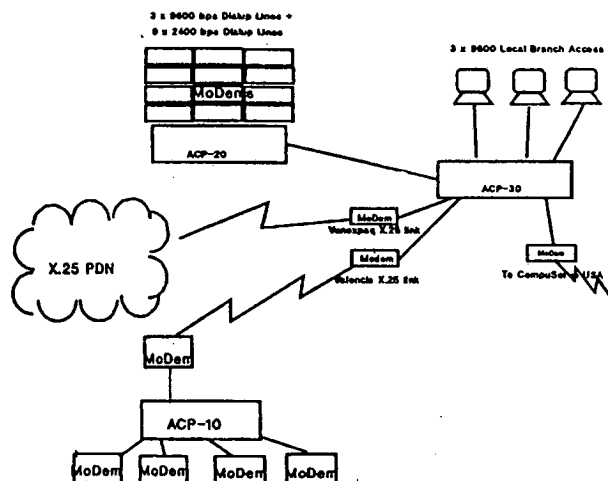 3 x 9600 bps Dialup Lines +
9 x 2400 bps Dialup Lines
3 x 9600 Local Branch Access
MoDems
ACP-20
ACP-30
MoDem
X.25 link
Modem
Valencia X.25 link
MoDem
To CompuServe USA
X.25 PDN
MoDem
ACP-10
MoDem
MoDem
MoDem
MoDem